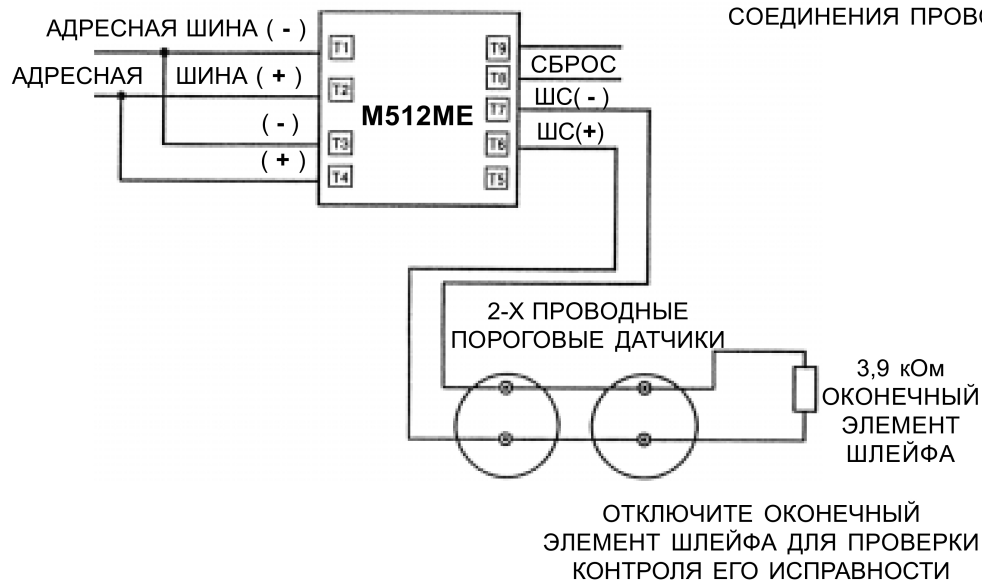 СОЕДИНЕНИЯ
АДРЕСНАЯ ШИНА ( - )
АДРЕСНАЯ ШИНА ( + )
( - )
( + )
T1
T2
T3
T4
M512ME
T9
T8
T7
T6
T5
СБРОС
ШС( - )
ШС(+)
2-Х ПРОВОДНЫЕ
ПОРОГОВЫЕ ДАТЧИКИ
3,9 кОм
ОКОНЕЧНЫЙ
ЭЛЕМЕНТ
ШЛЕЙФА
ОТКЛЮЧИТЕ ОКОНЕЧНЫЙ
ЭЛЕМЕНТ ШЛЕЙФА ДЛЯ ПРОВЕРКИ
КОНТРОЛЯ ЕГО ИСПРАВНОСТИ